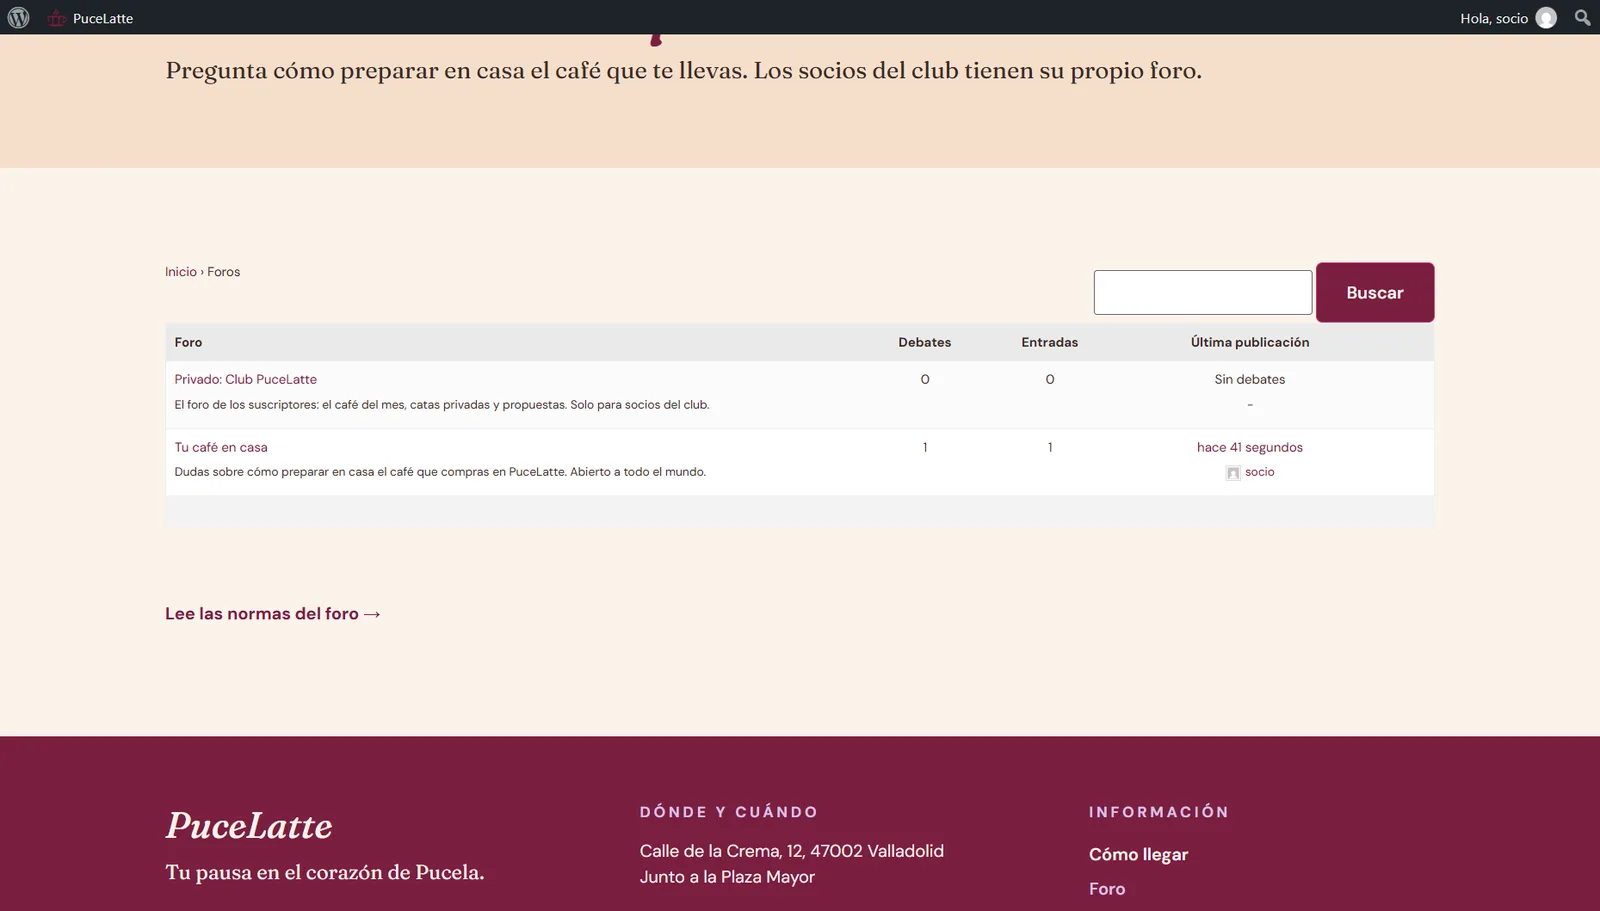 PuceLatte
Hola, socio
Pregunta cómo preparar en casa el café que te llevas. Los socios del club tienen su propio foro.
Inicio › Foros
Buscar
Foro Debates Entradas Última publicación
Privado: Club PuceLatte 0 0 Sin debates
El foro de los suscriptores: el café del mes, catas privadas y propuestas. Solo para socios del club. -
Tu café en casa 1 1 hace 41 segundos
Dudas sobre cómo preparar en casa el café que compras en PuceLatte. Abierto a todo el mundo. socio
Lee las normas del foro →
PuceLatte
Tu pausa en el corazón de Pucela.
DÓNDE Y CUÁNDO
Calle de la Crema, 12, 47002 Valladolid
Junto a la Plaza Mayor
INFORMACIÓN
Cómo llegar
Foro